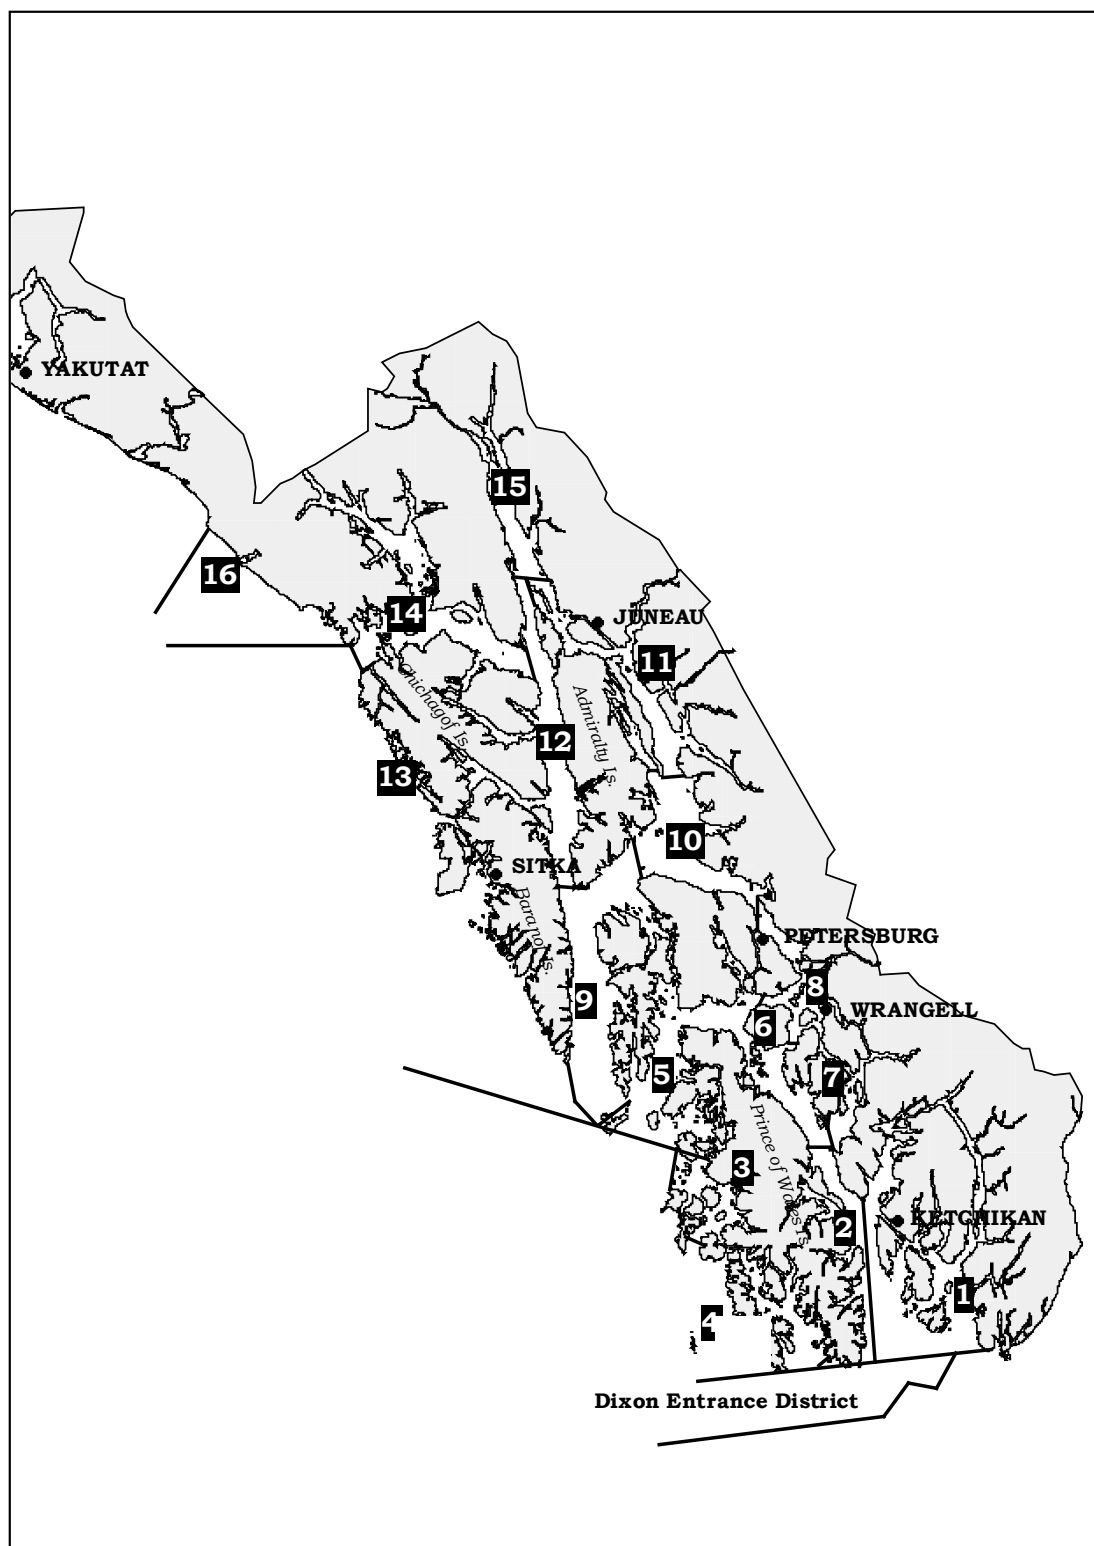 YAKUTAT
15
16
14
JUNEAU
11
Chichagof Is.
Admiralty Is.
12
13
10
SITKA
Baranof Is.
PETERSBURG
8
9
WRANGELL
6
5
7
Prince of Wales Is.
3
KETCHIKAN
2
1
4
Dixon Entrance District